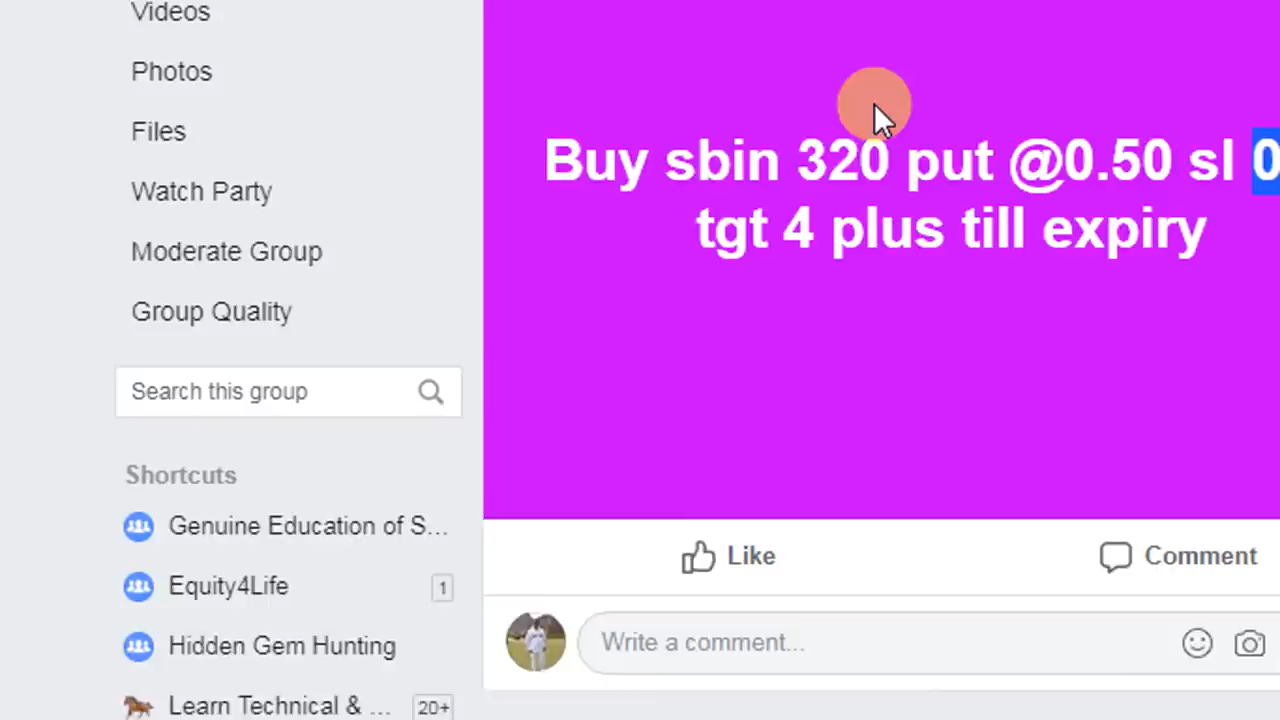 Videos
Photos
Files
Watch Party
Moderate Group
Group Quality
Search this group
Shortcuts
Genuine Education of S...
Equity4Life 1
Hidden Gem Hunting
Learn Technical & ... 20+
Buy sbin 320 put @0.50 sl 0
tgt 4 plus till expiry
Like Comment
Write a comment...